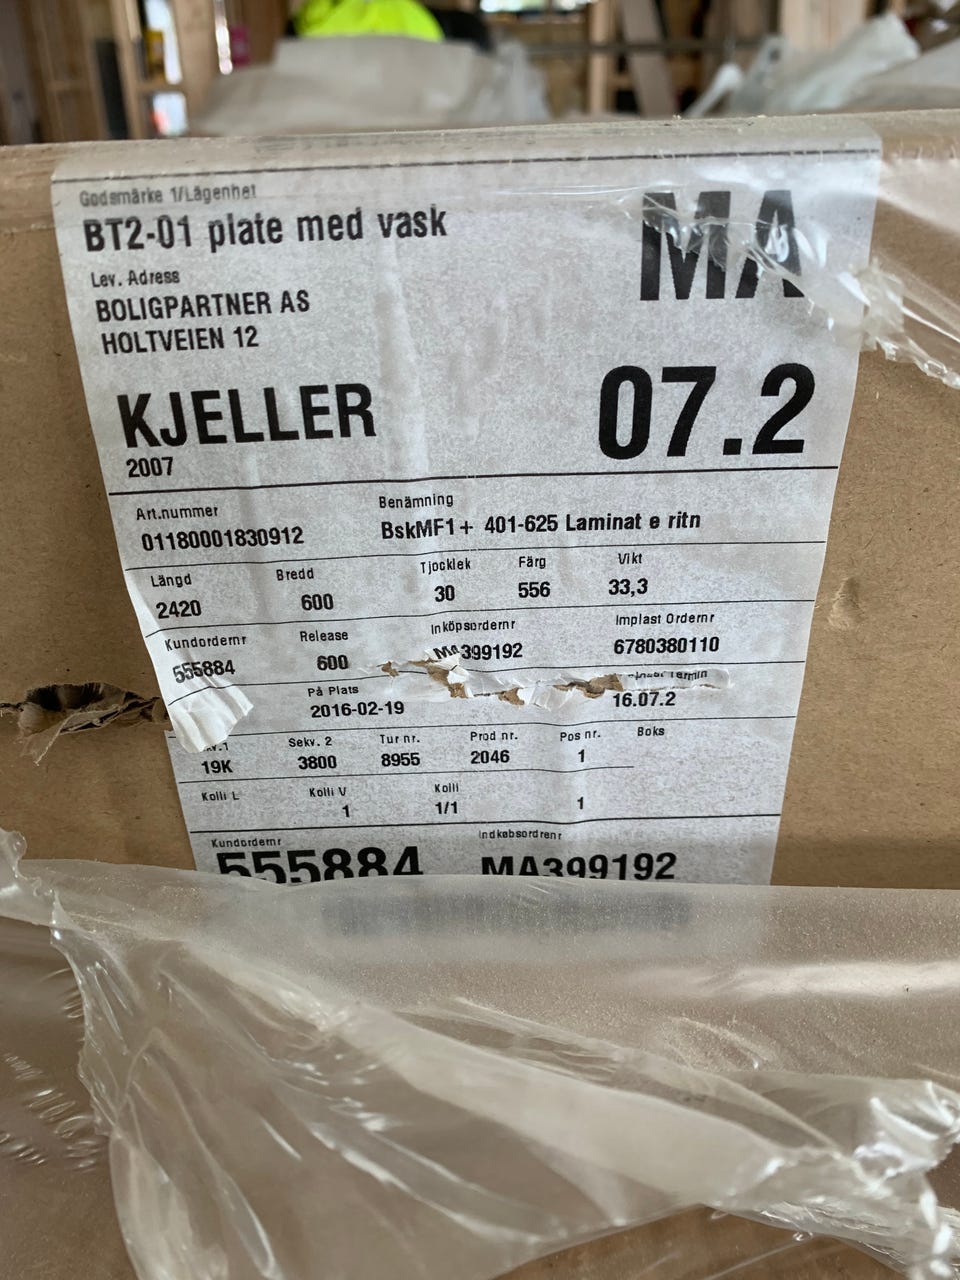 Godsmärke 1/Lägenhet
BT2-01 plate med vask
MA
Lev. Adress
BOLIGPARTNER AS
HOLTVEIEN 12
KJELLER
07.2
2007
Art.nummer Benämning
01180001830912 BskMF1+ 401-625 Laminat e ritn
Längd Bredd Tjocklek Färg Vikt
2420 600 30 556 33,3
Kundordernr Release Inköpsordernr Implast Ordernr
555884 600 MA399192 6780380110
På Plats Termin
2016-02-19 16.07.2
Sekv. 2 Tur nr. Prod nr. Pos nr. Boks
19K 3800 8955 2046 1
Kolli L Kolli V Kolli
1 1/1 1
Kundordernr Indkøbsordrenr
555884 MA399192